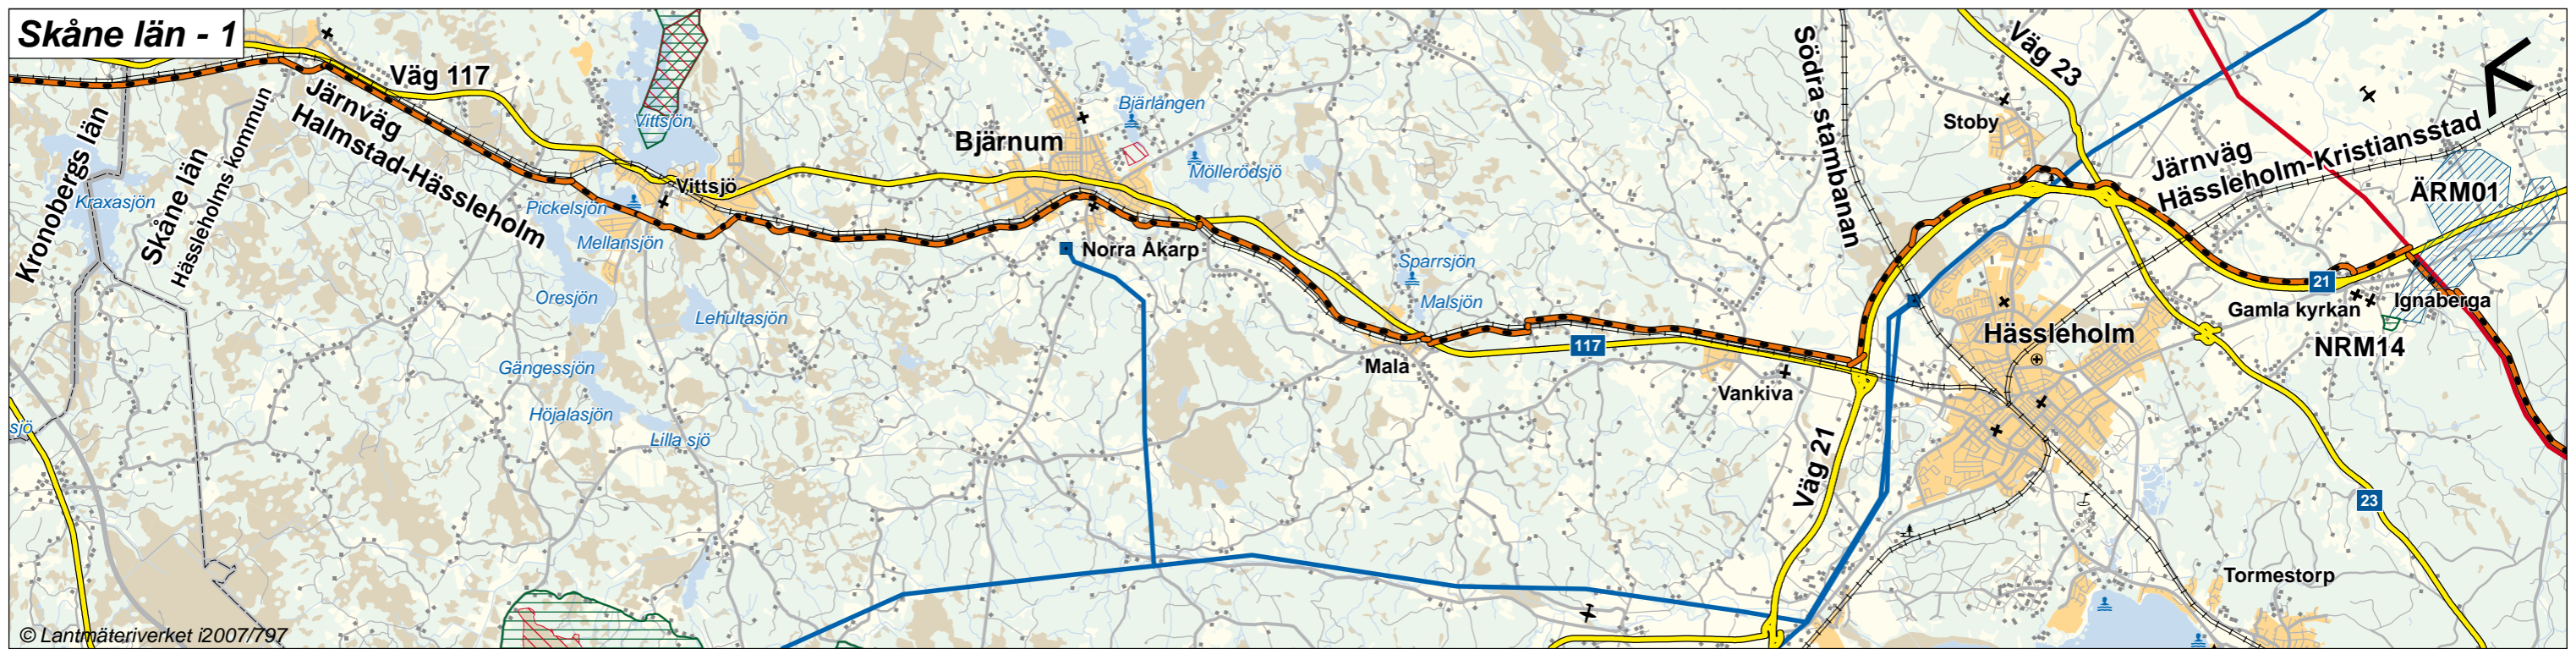 Skåne län - 1
Väg 117
Järnväg
Halmstad-Hässleholm
Kronobergs län
Skåne län
Hässleholms kommun
Kraxasjön
Vittsjön
Vittsjö
Pickelsjön
Mellansjön
Oresjön
Lehultasjön
Gängessjön
Höjalasjön
Lilla sjö
sjö
Bjärnum
Bjärlången
Möllerödsjö
Norra Åkarp
Sparrsjön
Malsjön
Mala
117
Vankiva
Väg 21
Södra stambanan
Stoby
Väg 23
Järnväg
Hässleholm-Kristiansstad
ÄRM01
21
Gamla kyrkan
Ignaberga
NRM14
Hässleholm
23
Tormestorp
© Lantmäteriverket i2007/797